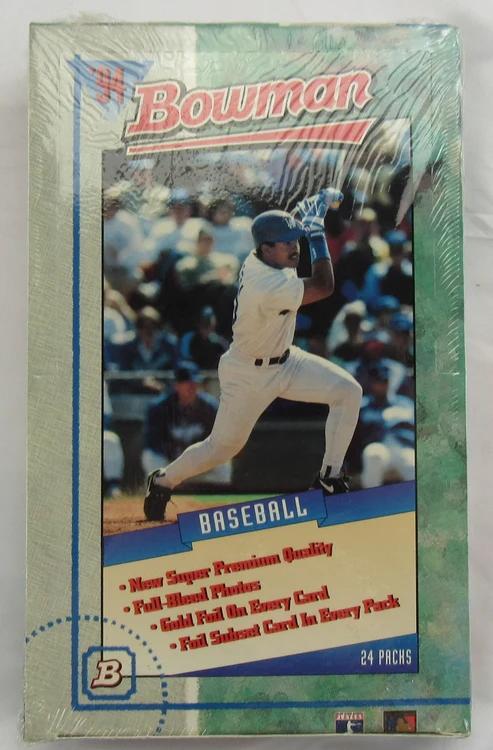 '94
Bowman
BASEBALL
• New Super Premium Quality
• Full-Bleed Photos
• Gold Foil On Every Card
• Foil Subset Card In Every Pack
24 PACKS
B
PLAYERS